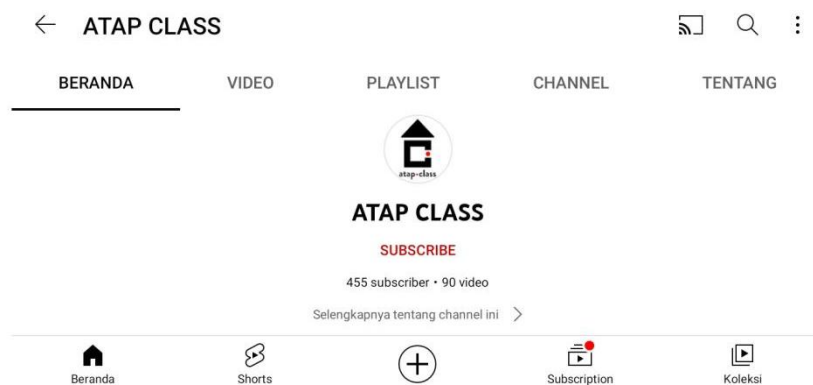 ATAP CLASS
BERANDA VIDEO PLAYLIST CHANNEL TENTANG
atap-class
ATAP CLASS
SUBSCRIBE
455 subscriber • 90 video
Selengkapnya tentang channel ini
Beranda Shorts Subscription Koleksi